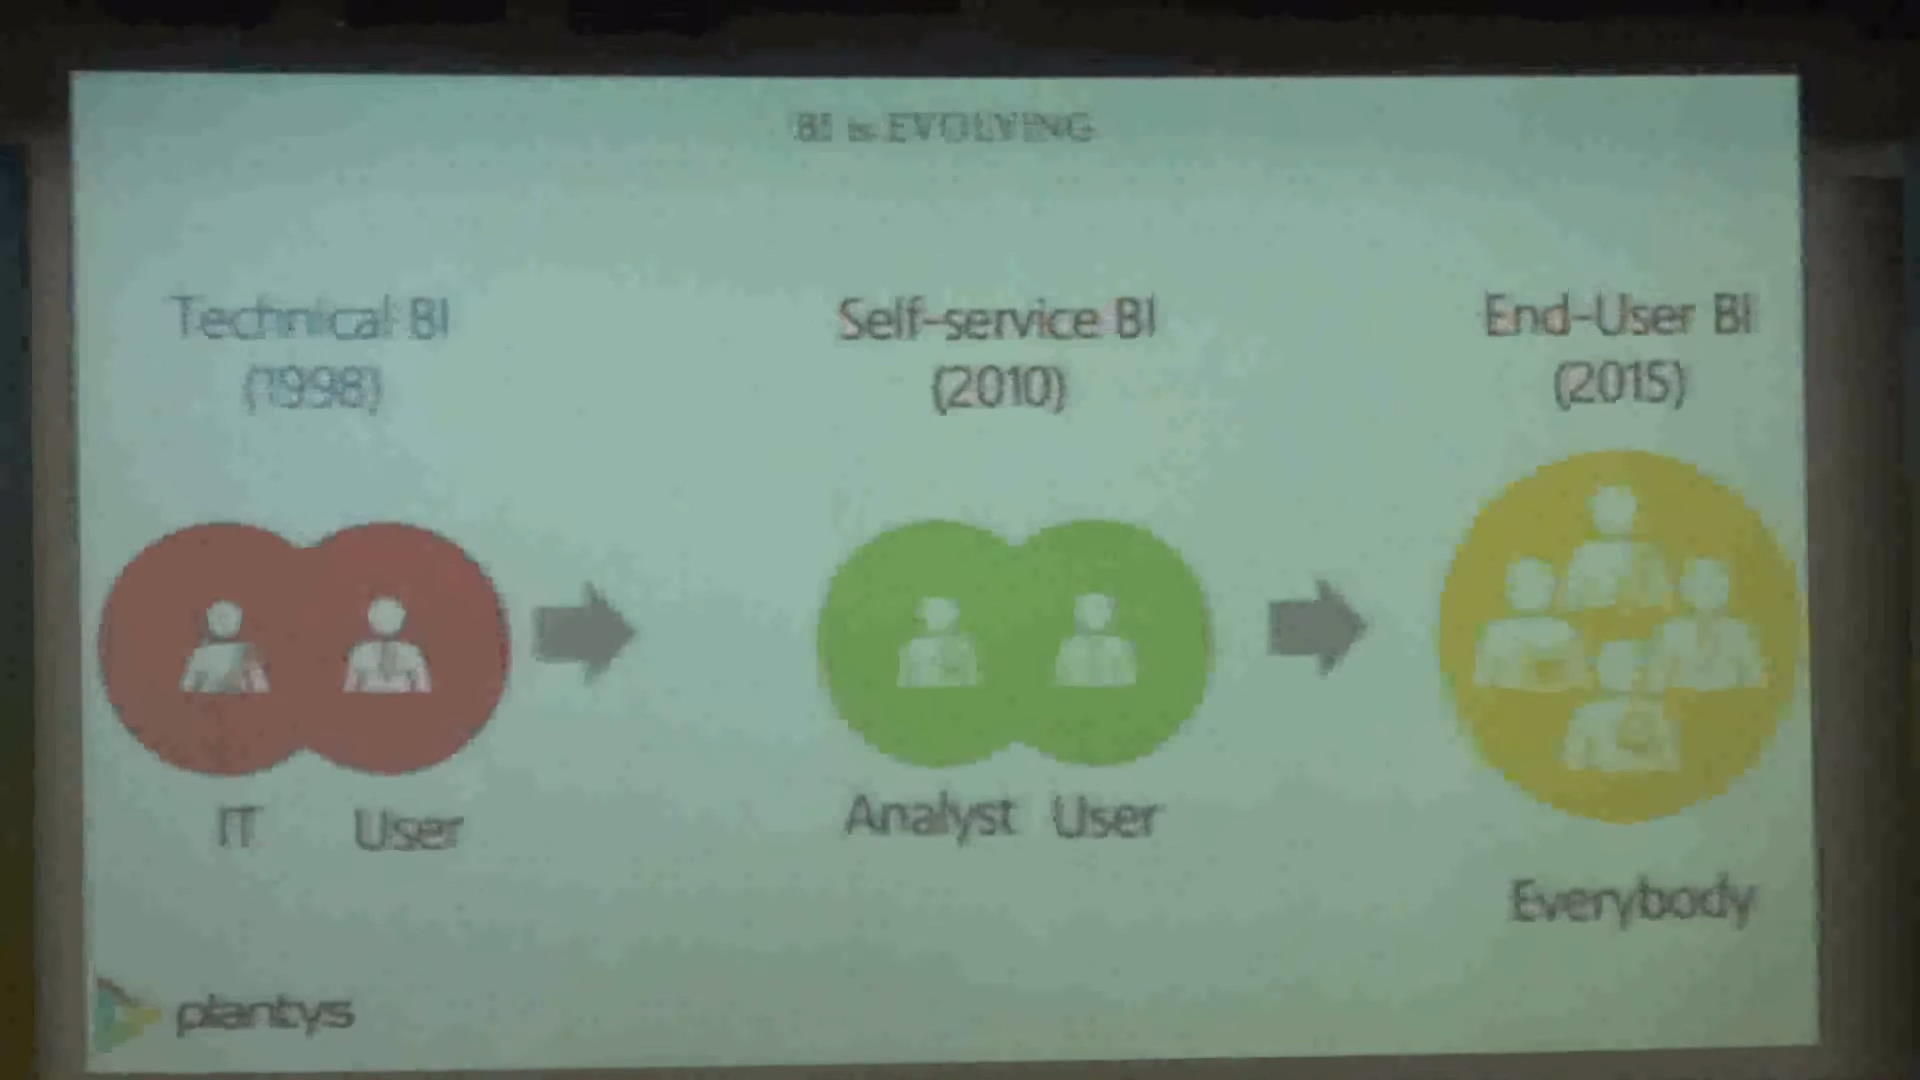 BI is EVOLVING
Technical BI
(1998)
Self-service BI
(2010)
End-User BI
(2015)
IT User
Analyst User
Everybody
plantys